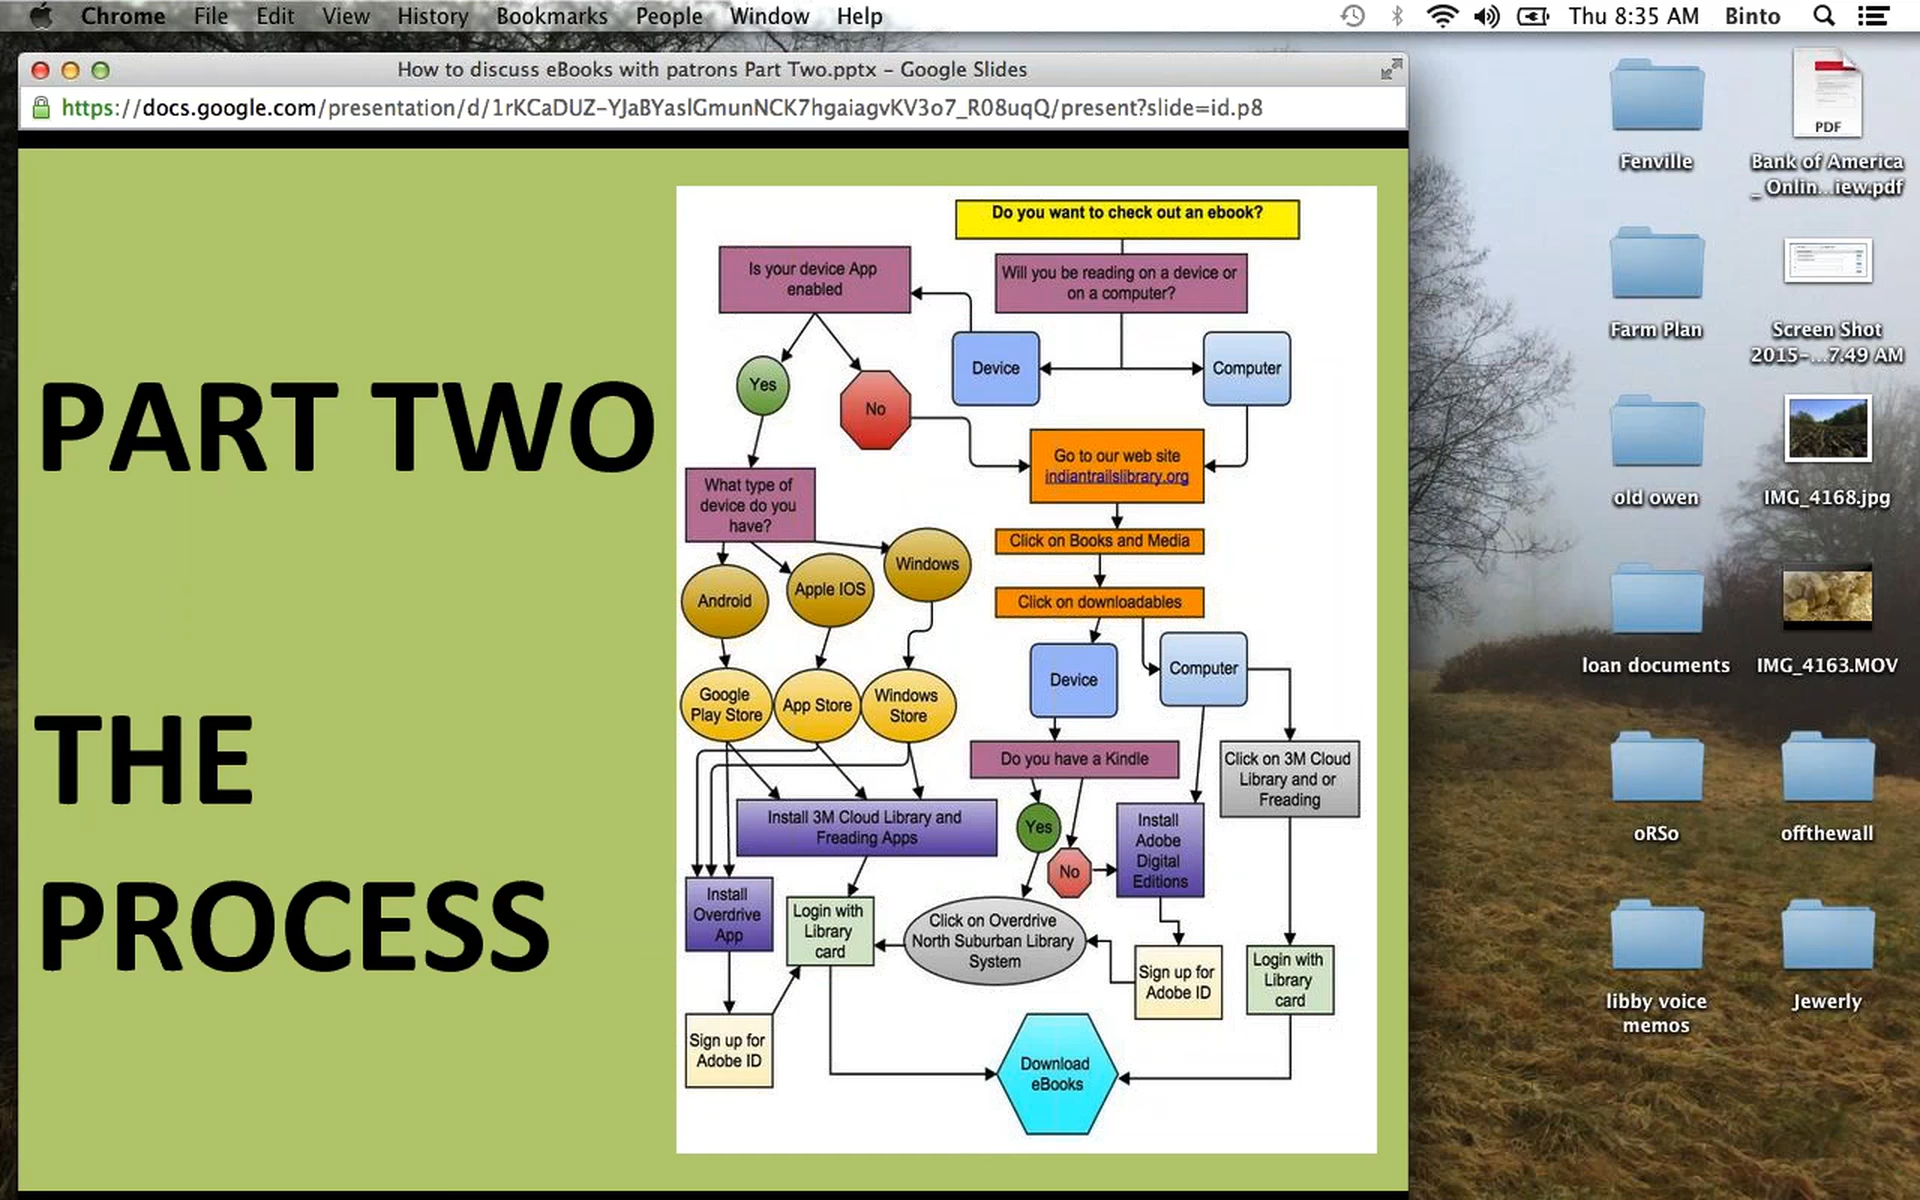 Chrome File Edit View History Bookmarks People Window Help
Thu 8:35 AM Binto
How to discuss eBooks with patrons Part Two.pptx – Google Slides
https://docs.google.com/presentation/d/1rKCaDUZ-YJaBYaslGmunNCK7hgaiagvKV3o7_R08uqQ/present?slide=id.p8
PART TWO
THE
PROCESS
Do you want to check out an ebook?
Is your device App
enabled
Will you be reading on a device or
on a computer?
Yes
No
Device
Computer
Go to our web site
indiantrailslibrary.org
What type of
device do you
have?
Click on Books and Media
Windows
Apple IOS
Android
Click on downloadables
Device
Computer
Google
Play Store
App Store
Windows
Store
Do you have a Kindle
Click on 3M Cloud
Library and or
Freading
Install 3M Cloud Library and
Freading Apps
Yes
No
Install
Adobe
Digital
Editions
Install
Overdrive
App
Login with
Library
card
Click on Overdrive
North Suburban Library
System
Sign up for
Adobe ID
Login with
Library
card
Sign up for
Adobe ID
Download
eBooks
Fenville
PDF
Bank of America
_ Onlin...iew.pdf
Farm Plan
Screen Shot
2015-...7.49 AM
old owen
IMG_4168.jpg
loan documents
IMG_4163.MOV
oRSo
offthewall
libby voice
memos
Jewerly